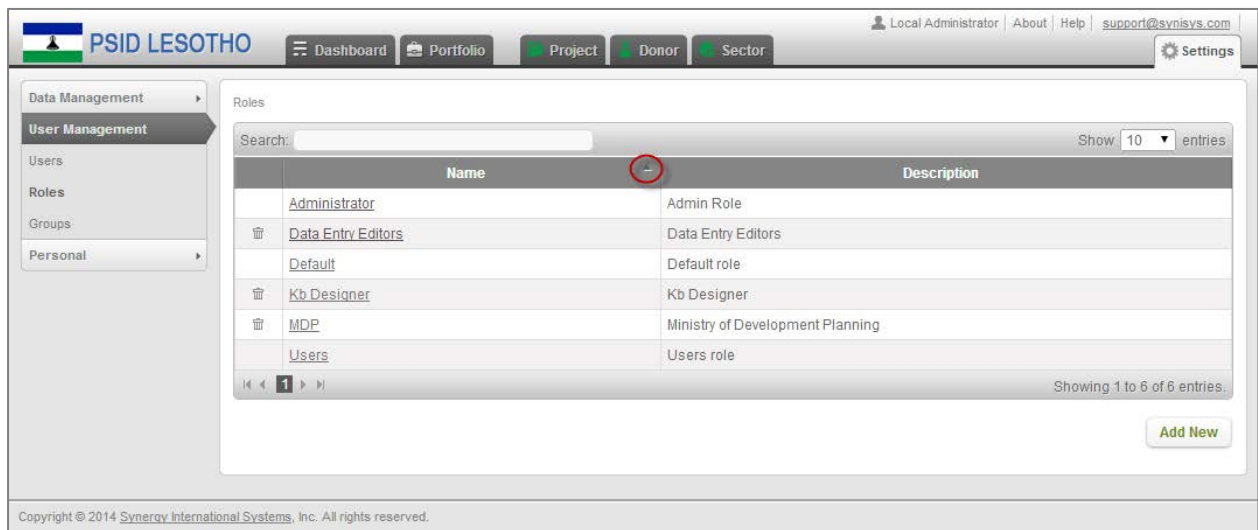 Local Administrator | About | Help | support@synisys.com
PSID LESOTHO
Dashboard Portfolio Project Donor Sector Settings
Data Management
User Management
Users
Roles
Groups
Personal
Roles
Search: Show 10 entries
Name Description
Administrator Admin Role
Data Entry Editors Data Entry Editors
Default Default role
Kb Designer Kb Designer
MDP Ministry of Development Planning
Users Users role
1 Showing 1 to 6 of 6 entries.
Add New
Copyright © 2014 Synergy International Systems, Inc. All rights reserved.